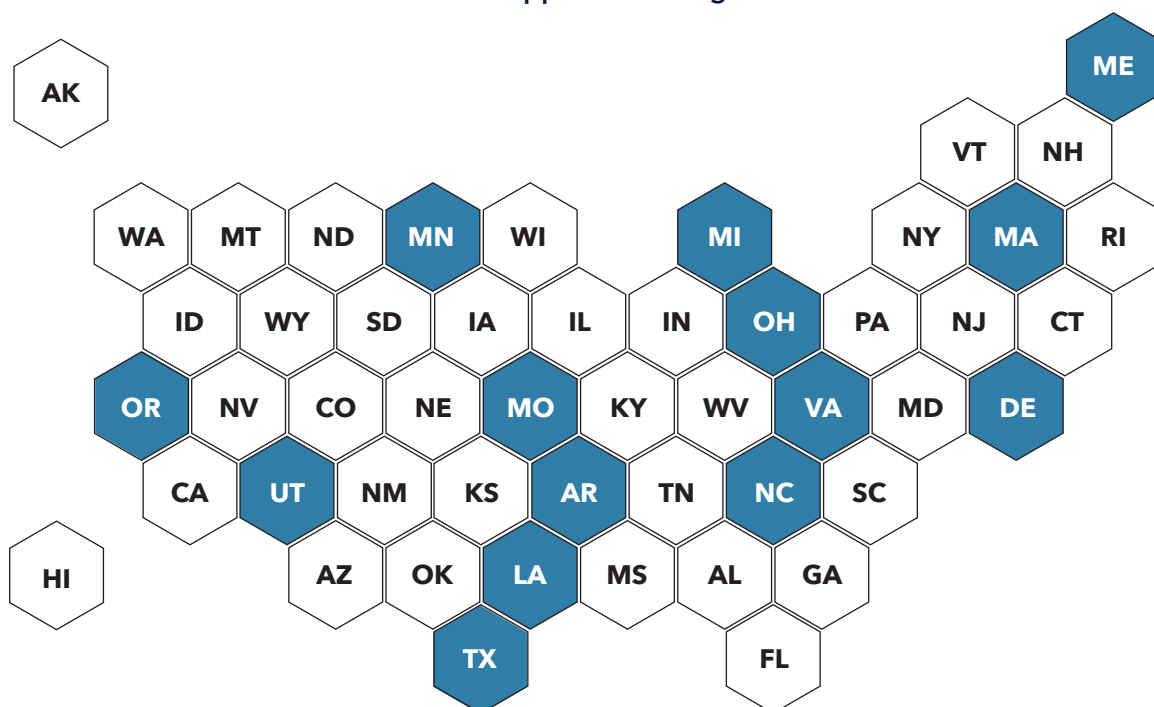 ME
AK
VT NH
WA MT ND MN WI MI NY MA RI
ID WY SD IA IL IN OH PA NJ CT
OR NV CO NE MO KY WV VA MD DE
CA UT NM KS AR TN NC SC
HI AZ OK LA MS AL GA
TX FL